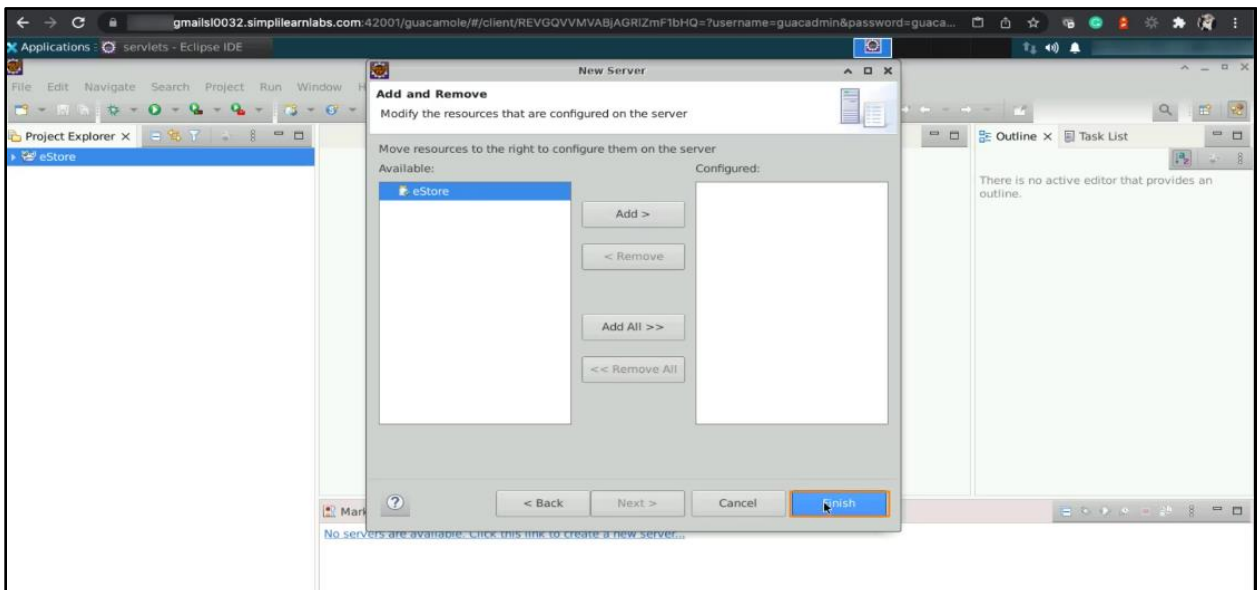 gmailsl0032.simplilearnlabs.com:42001/guacamole/#/client/REVGQVVMVABjAGRIZmF1bHQ=?username=guacadmin&password=guaca...
Applications servlets - Eclipse IDE
New Server
File Edit Navigate Search Project Run Window H
Add and Remove
Modify the resources that are configured on the server
Project Explorer
Outline Task List
eStore
Move resources to the right to configure them on the server
Available: Configured:
There is no active editor that provides an
outline.
eStore
Add >
< Remove
Add All >>
<< Remove All
? < Back Next > Cancel Finish
Mark
No servers are available. Click this link to create a new server...